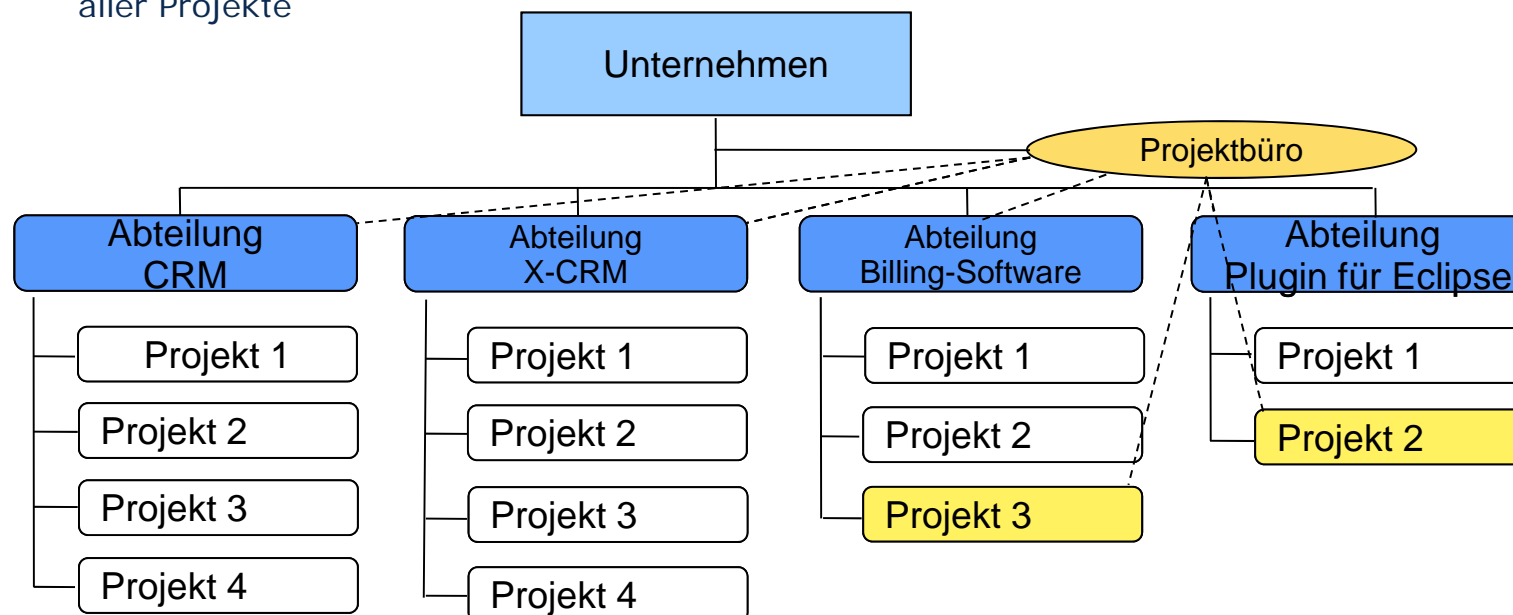 aller Projekte
Unternehmen
Projektbüro
Abteilung
CRM
Abteilung
X-CRM
Abteilung
Billing-Software
Abteilung
Plugin für Eclipse
Projekt 1
Projekt 2
Projekt 3
Projekt 4
Projekt 1
Projekt 2
Projekt 3
Projekt 4
Projekt 1
Projekt 2
Projekt 3
Projekt 1
Projekt 2